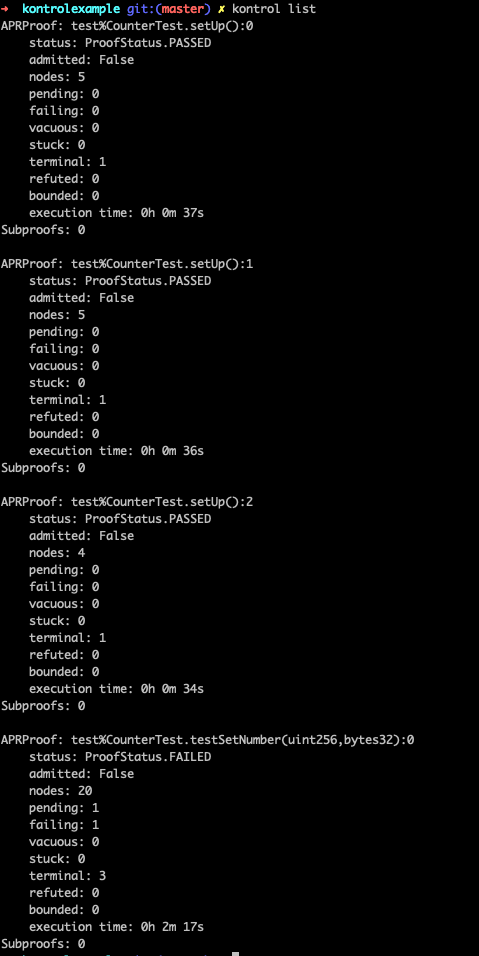 ➜ kontrolexample git:(master) ✗ kontrol list
APRProof: test%CounterTest.setUp():0
    status: ProofStatus.PASSED
    admitted: False
    nodes: 5
    pending: 0
    failing: 0
    vacuous: 0
    stuck: 0
    terminal: 1
    refuted: 0
    bounded: 0
    execution time: 0h 0m 37s
Subproofs: 0

APRProof: test%CounterTest.setUp():1
    status: ProofStatus.PASSED
    admitted: False
    nodes: 5
    pending: 0
    failing: 0
    vacuous: 0
    stuck: 0
    terminal: 1
    refuted: 0
    bounded: 0
    execution time: 0h 0m 36s
Subproofs: 0

APRProof: test%CounterTest.setUp():2
    status: ProofStatus.PASSED
    admitted: False
    nodes: 4
    pending: 0
    failing: 0
    vacuous: 0
    stuck: 0
    terminal: 1
    refuted: 0
    bounded: 0
    execution time: 0h 0m 34s
Subproofs: 0

APRProof: test%CounterTest.testSetNumber(uint256,bytes32):0
    status: ProofStatus.FAILED
    admitted: False
    nodes: 20
    pending: 1
    failing: 1
    vacuous: 0
    stuck: 0
    terminal: 3
    refuted: 0
    bounded: 0
    execution time: 0h 2m 17s
Subproofs: 0